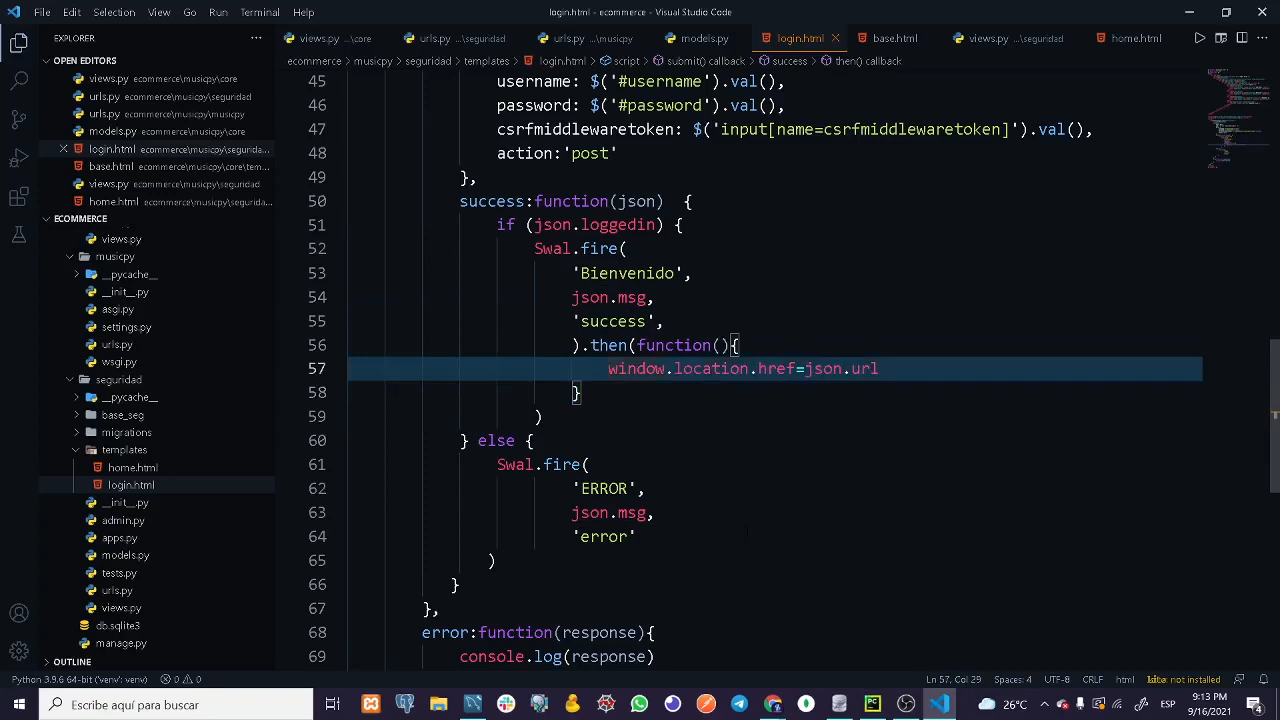 File Edit Selection View Go Run Terminal Help
login.html - ecommerce - Visual Studio Code
EXPLORER
views.py ...\core
urls.py ...\seguridad
urls.py ...\musicpy
models.py
login.html
base.html
views.py ...\seguridad
home.html
OPEN EDITORS
views.py ecommerce\musicpy\core
urls.py ecommerce\musicpy\seguridad
urls.py ecommerce\musicpy\musicpy
models.py ecommerce\musicpy\core
login.html ecommerce\musicpy\segurida...
base.html ecommerce\musicpy\core\tem...
views.py ecommerce\musicpy\seguridad
home.html ecommerce\musicpy\segurida...
ECOMMERCE
views.py
musicpy
__pycache__
__init__.py
asgi.py
settings.py
urls.py
wsgi.py
seguridad
__pycache__
base_seg
migrations
templates
home.html
login.html
__init__.py
admin.py
apps.py
models.py
tests.py
urls.py
views.py
db.sqlite3
manage.py
OUTLINE
ecommerce > musicpy > seguridad > templates > login.html > script > submit() callback > success > then() callback
45 username: $('#username').val(),
46 password: $('#password').val(),
47 csrfmiddlewaretoken: $('input[name=csrfmiddlewaretoken]').val(),
48 action:'post'
49 },
50 success:function(json) {
51 if (json.loggedin) {
52 Swal.fire(
53 'Bienvenido',
54 json.msg,
55 'success',
56 ).then(function(){
57 window.location.href=json.url
58 }
59 )
60 } else {
61 Swal.fire(
62 'ERROR',
63 json.msg,
64 'error'
65 )
66 }
67 },
68 error:function(response){
69 console.log(response)
Python 3.9.6 64-bit ('venv': venv) 0 0
Ln 57, Col 29 Spaces: 4 UTF-8 CRLF html kite: not installed
Escribe aquí para buscar
26°C ESP 9:13 PM
9/16/2021
4